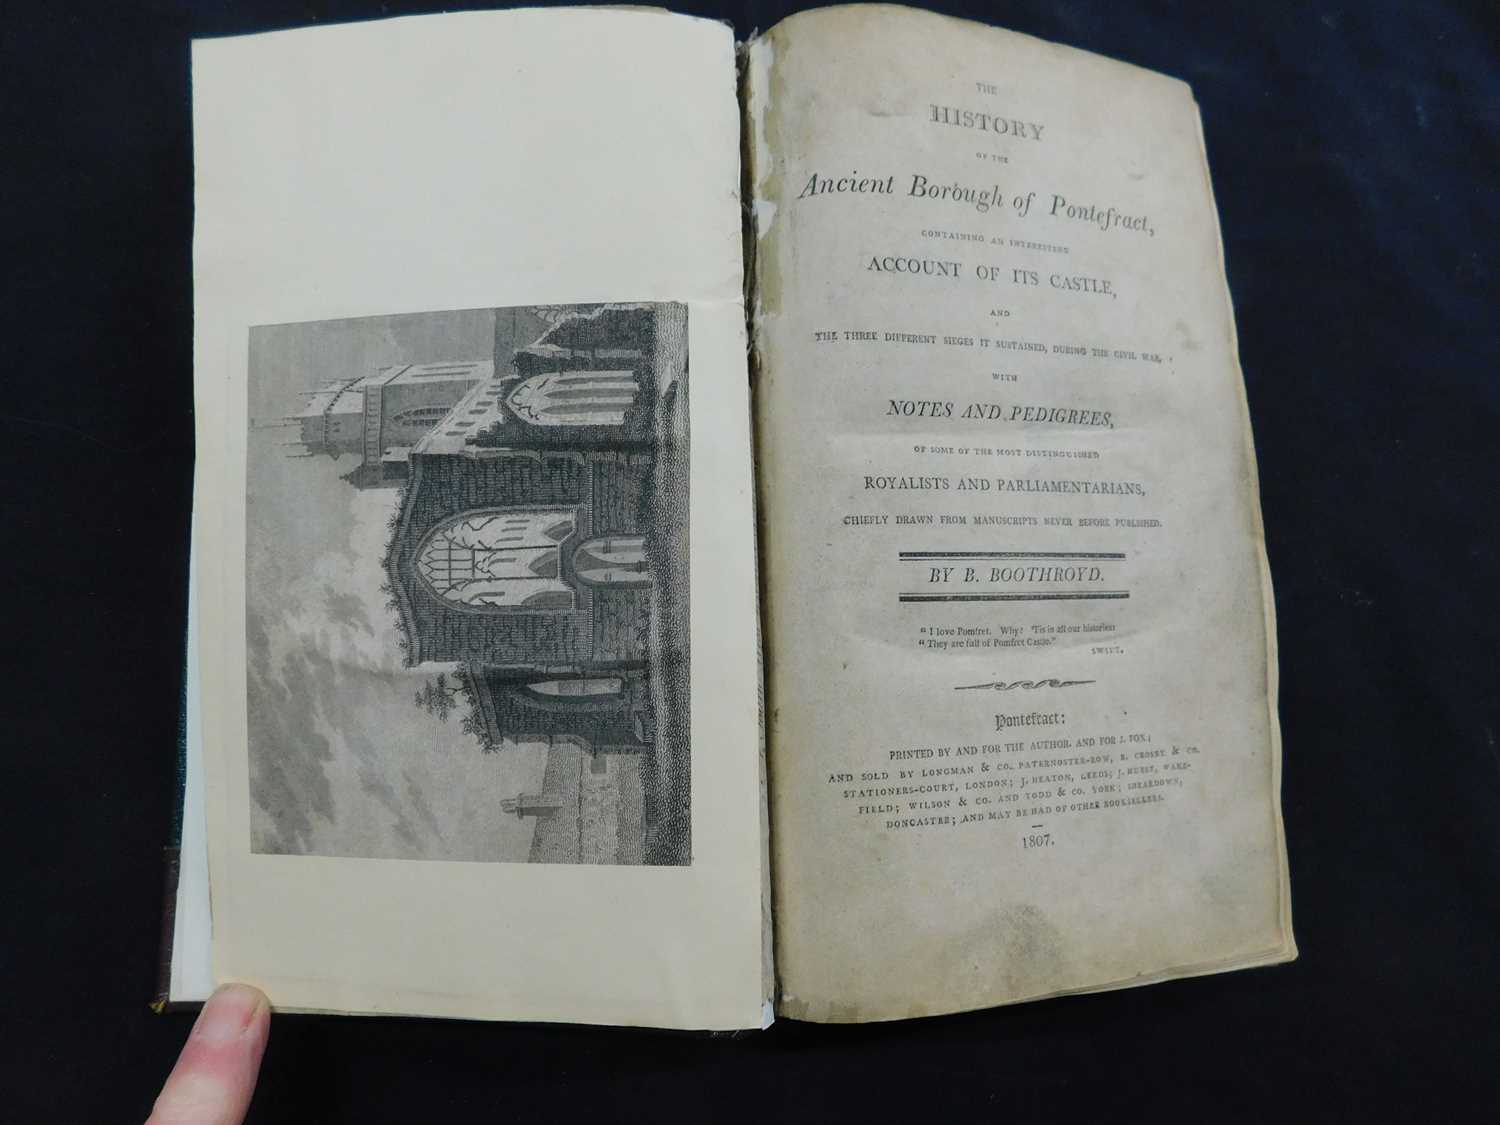 THE
HISTORY
OF THE
Ancient Borough of Pontefract,
CONTAINING AN INTERESTING
ACCOUNT OF ITS CASTLE,
AND
THE THREE DIFFERENT SIEGES IT SUSTAINED, DURING THE CIVIL WAR,
WITH
NOTES AND PEDIGREES,
OF SOME OF THE MOST DISTINGUISHED
ROYALISTS AND PARLIAMENTARIANS,
CHIEFLY DRAWN FROM MANUSCRIPTS NEVER BEFORE PUBLISHED.
BY B. BOOTHROYD.
"I love Pomfret. Why? 'Tis in all our histories:
"They are full of Pomfret Castle."
SWIFT.
Pontefract:
PRINTED BY AND FOR THE AUTHOR, AND FOR J. FOX;
AND SOLD BY LONGMAN & CO. PATERNOSTER-ROW, B. CROSBY & CO.
STATIONERS-COURT, LONDON; J. HEATON, LEEDS; J. HURST, WAKE-
FIELD; WILSON & CO. AND TODD & CO. YORK; SHEARDOWN,
DONCASTER; AND MAY BE HAD OF OTHER BOOKSELLERS.
1807.